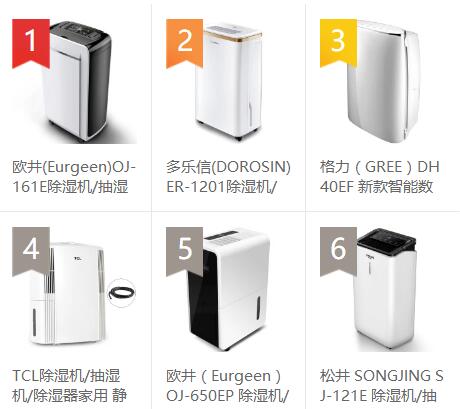 1
欧井(Eurgeen)OJ-
161E除湿机/抽湿
2
多乐信(DOROSIN)
ER-1201除湿机/
3
格力（GREE）DH
40EF 新款智能数
4
TCL
TCL除湿机/抽湿
机/除湿器家用 静
5
欧井（Eurgeen）
OJ-650EP 除湿机/
6
松井 SONGJING S
J-121E 除湿机/抽